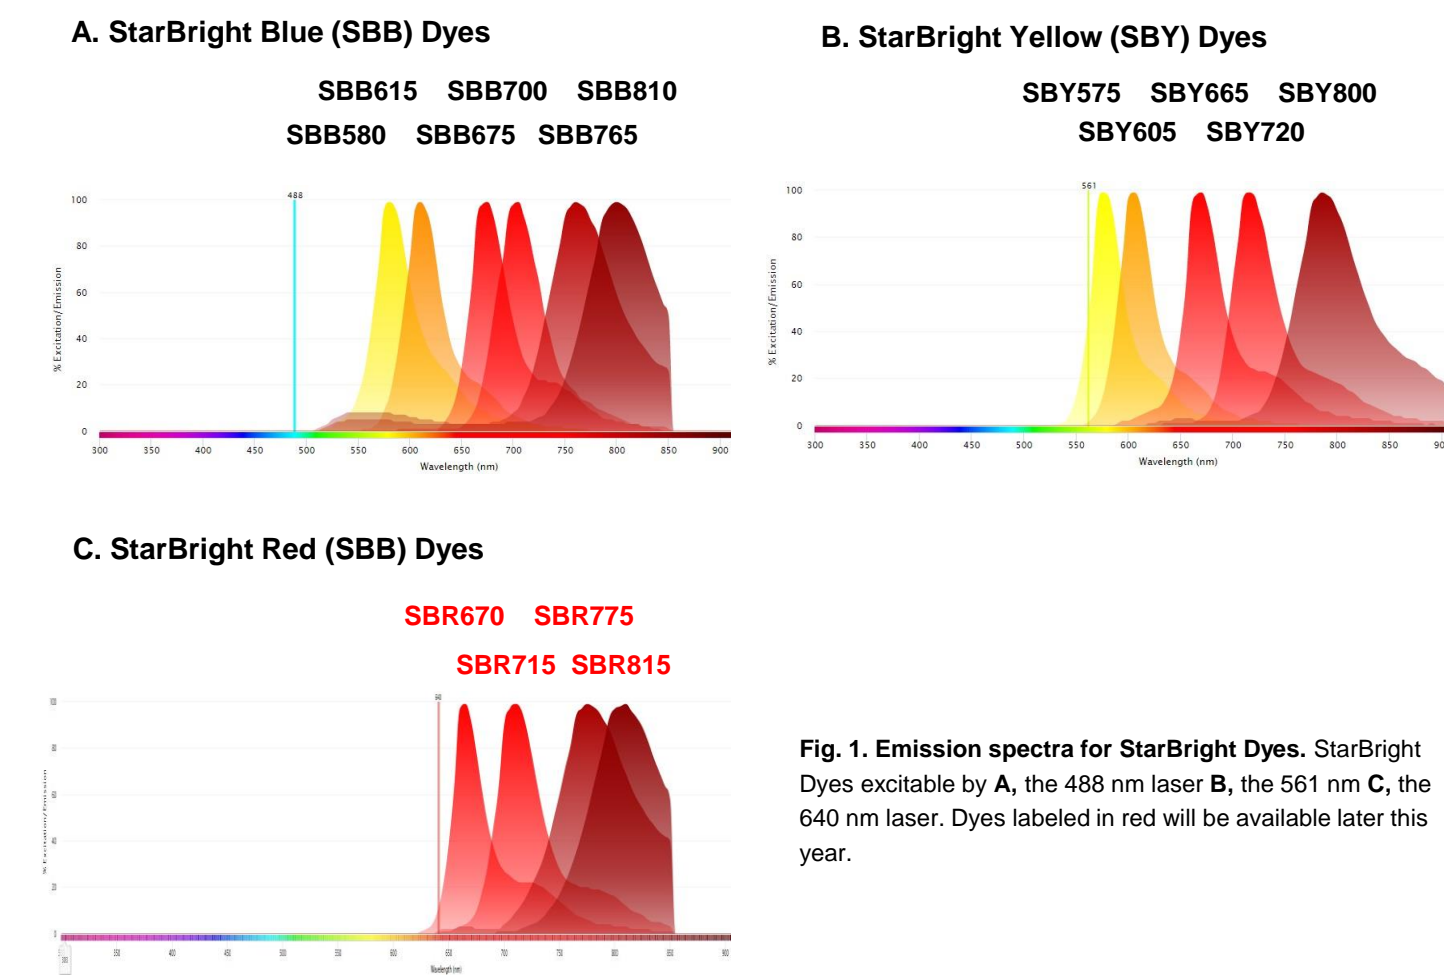 A. StarBright Blue (SBB) Dyes
SBB615 SBB700 SBB810
SBB580 SBB675 SBB765
488
100
80
60
40
20
0
% Excitation/Emission
300 350 400 450 500 550 600 650 700 750 800 850 900
Wavelength (nm)
B. StarBright Yellow (SBY) Dyes
SBY575 SBY665 SBY800
SBY605 SBY720
561
100
80
60
40
20
0
% Excitation/Emission
300 350 400 450 500 550 600 650 700 750 800 850
Wavelength (nm)
C. StarBright Red (SBB) Dyes
SBR670 SBR775
SBR715 SBR815
% Excitation/Emission
Wavelength (nm)
Fig. 1. Emission spectra for StarBright Dyes. StarBright
Dyes excitable by A, the 488 nm laser B, the 561 nm C, the
640 nm laser. Dyes labeled in red will be available later this
year.